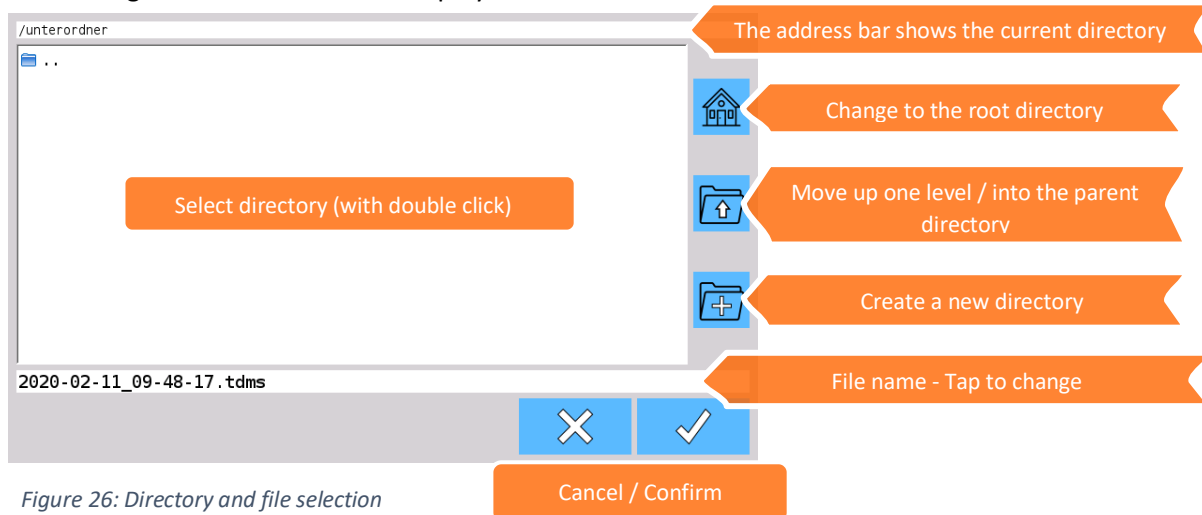 /unterordner
The address bar shows the current directory
..
Change to the root directory
Select directory (with double click)
Move up one level / into the parent
directory
Create a new directory
2020-02-11_09-48-17.tdms
File name - Tap to change
Cancel / Confirm
Figure 26: Directory and file selection